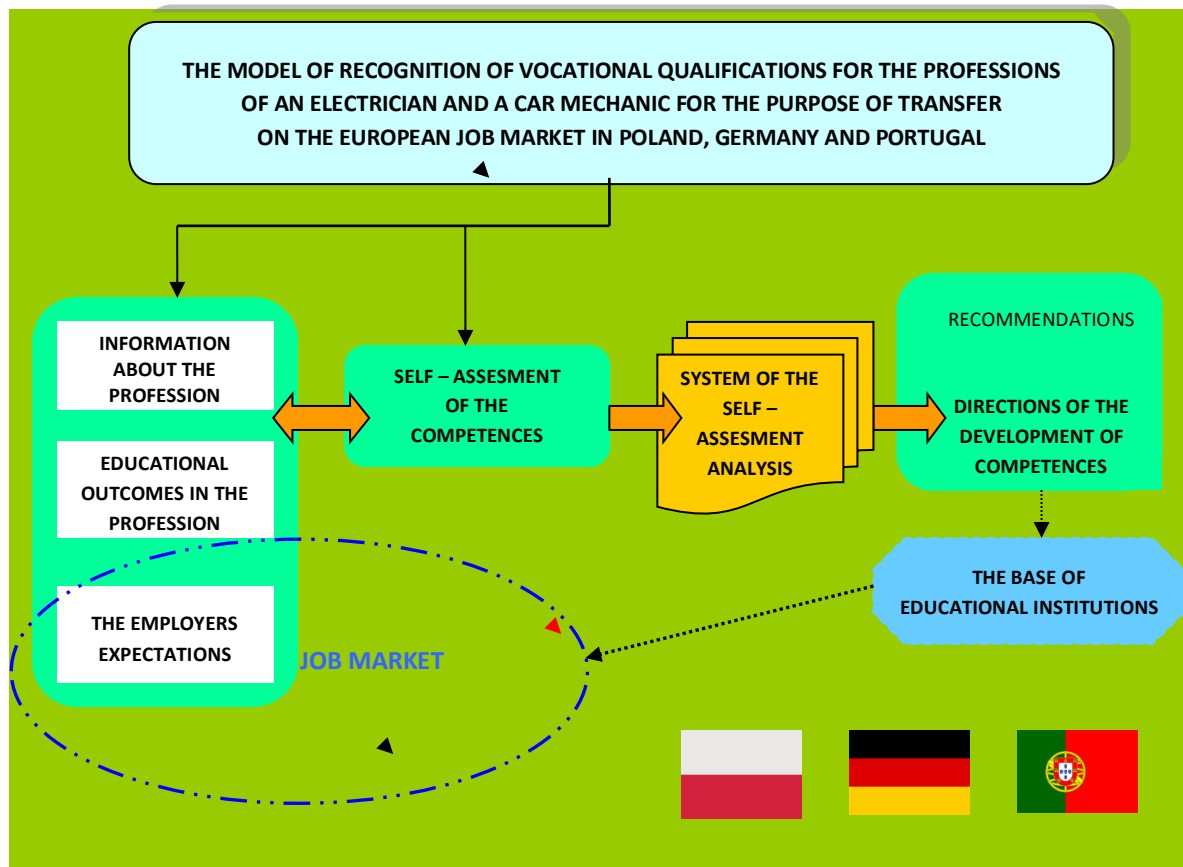 THE MODEL OF RECOGNITION OF VOCATIONAL QUALIFICATIONS FOR THE PROFESSIONS
OF AN ELECTRICIAN AND A CAR MECHANIC FOR THE PURPOSE OF TRANSFER
ON THE EUROPEAN JOB MARKET IN POLAND, GERMANY AND PORTUGAL
INFORMATION
ABOUT THE
PROFESSION
EDUCATIONAL
OUTCOMES IN THE
PROFESSION
THE EMPLOYERS
EXPECTATIONS
JOB MARKET
SELF – ASSESMENT
OF THE
COMPETENCES
SYSTEM OF THE
SELF –
ASSESMENT
ANALYSIS
RECOMMENDATIONS
DIRECTIONS OF THE
DEVELOPMENT OF
COMPETENCES
THE BASE OF
EDUCATIONAL INSTITUTIONS